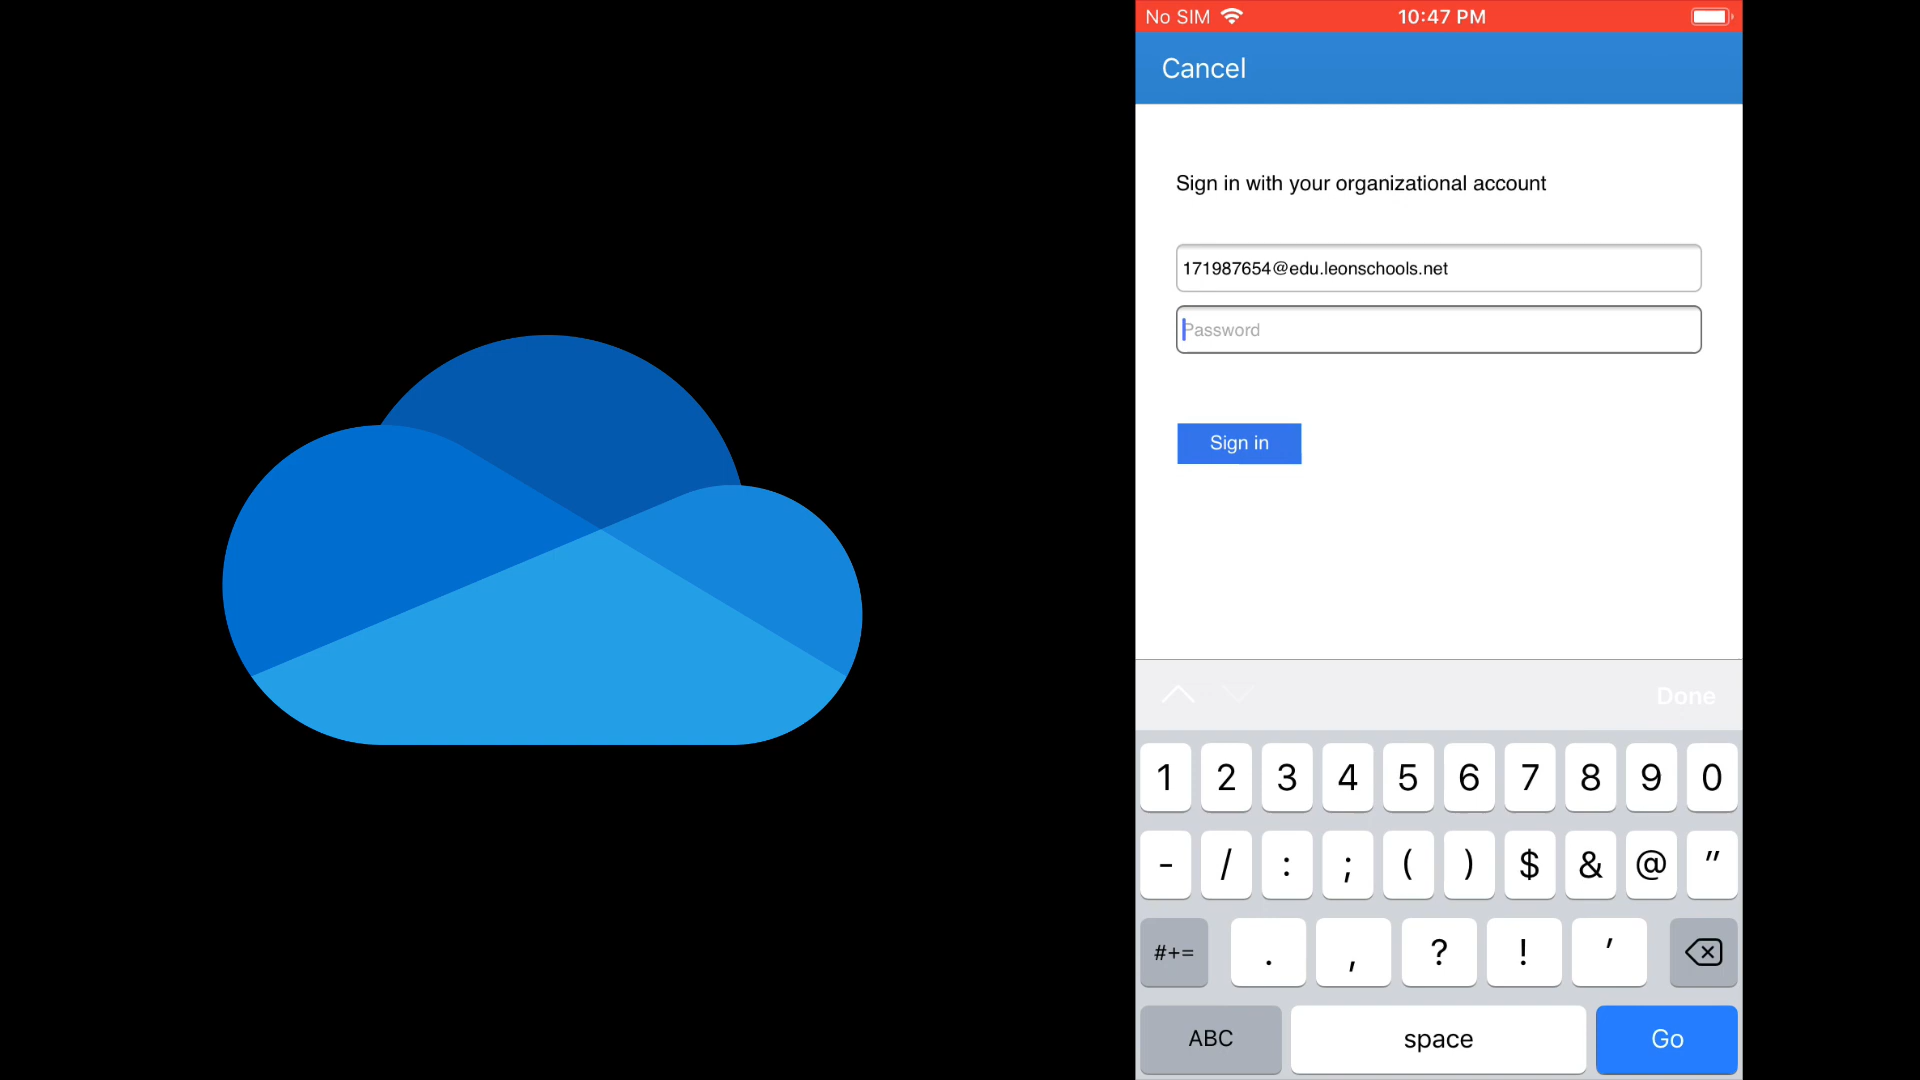 No SIM 10:47 PM
Cancel
Sign in with your organizational account
171987654@edu.leonschools.net
Password
Sign in
Done
1 2 3 4 5 6 7 8 9 0
- / : ; ( ) $ & @ "
#+= . , ? ! '
ABC space Go